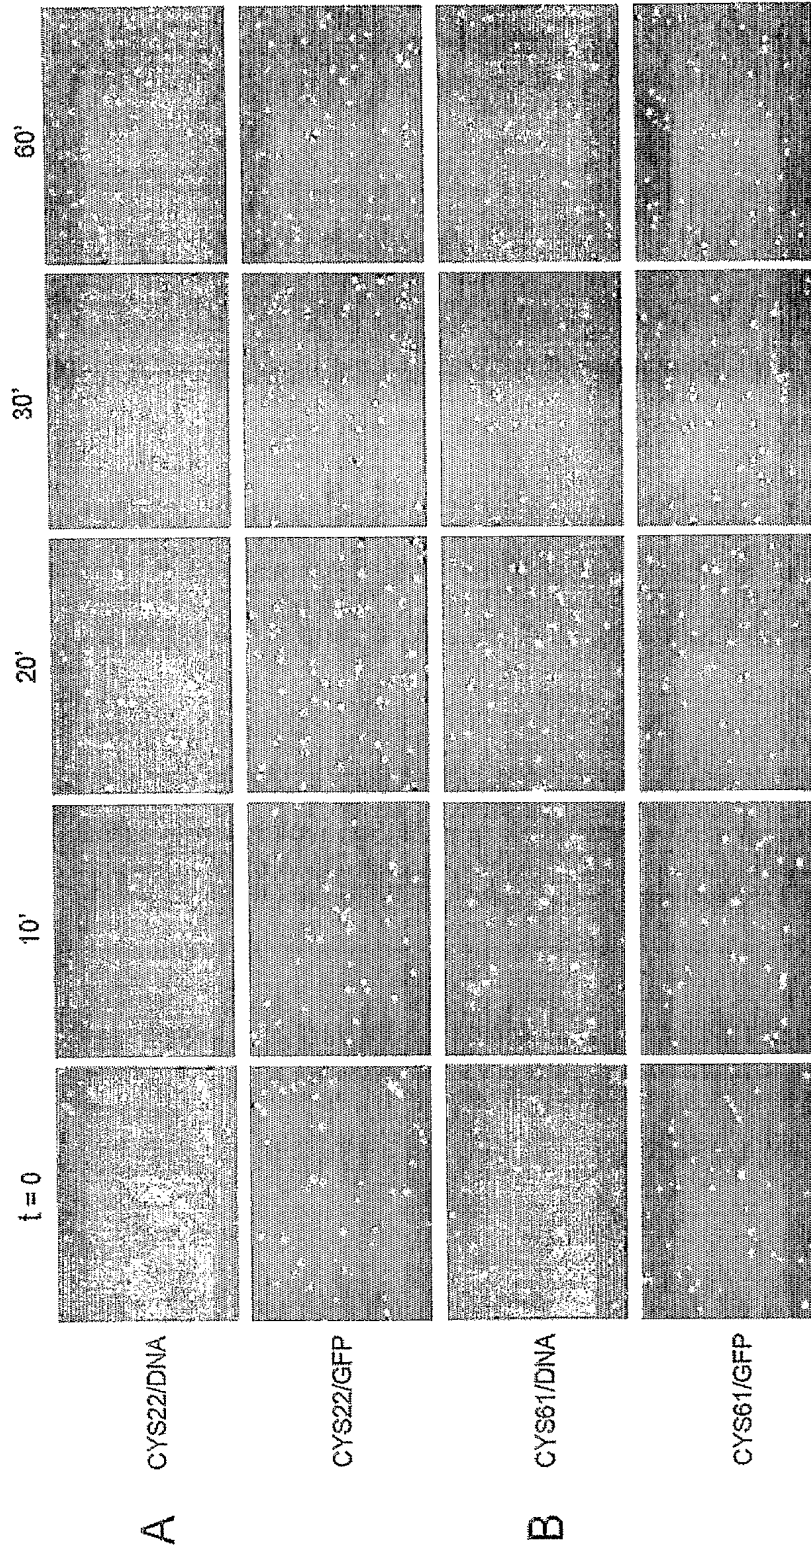 t = 0 10' 20' 30' 60'
A
CYS22/DNA
CYS22/GFP
B
CYS61/DNA
CYS61/GFP